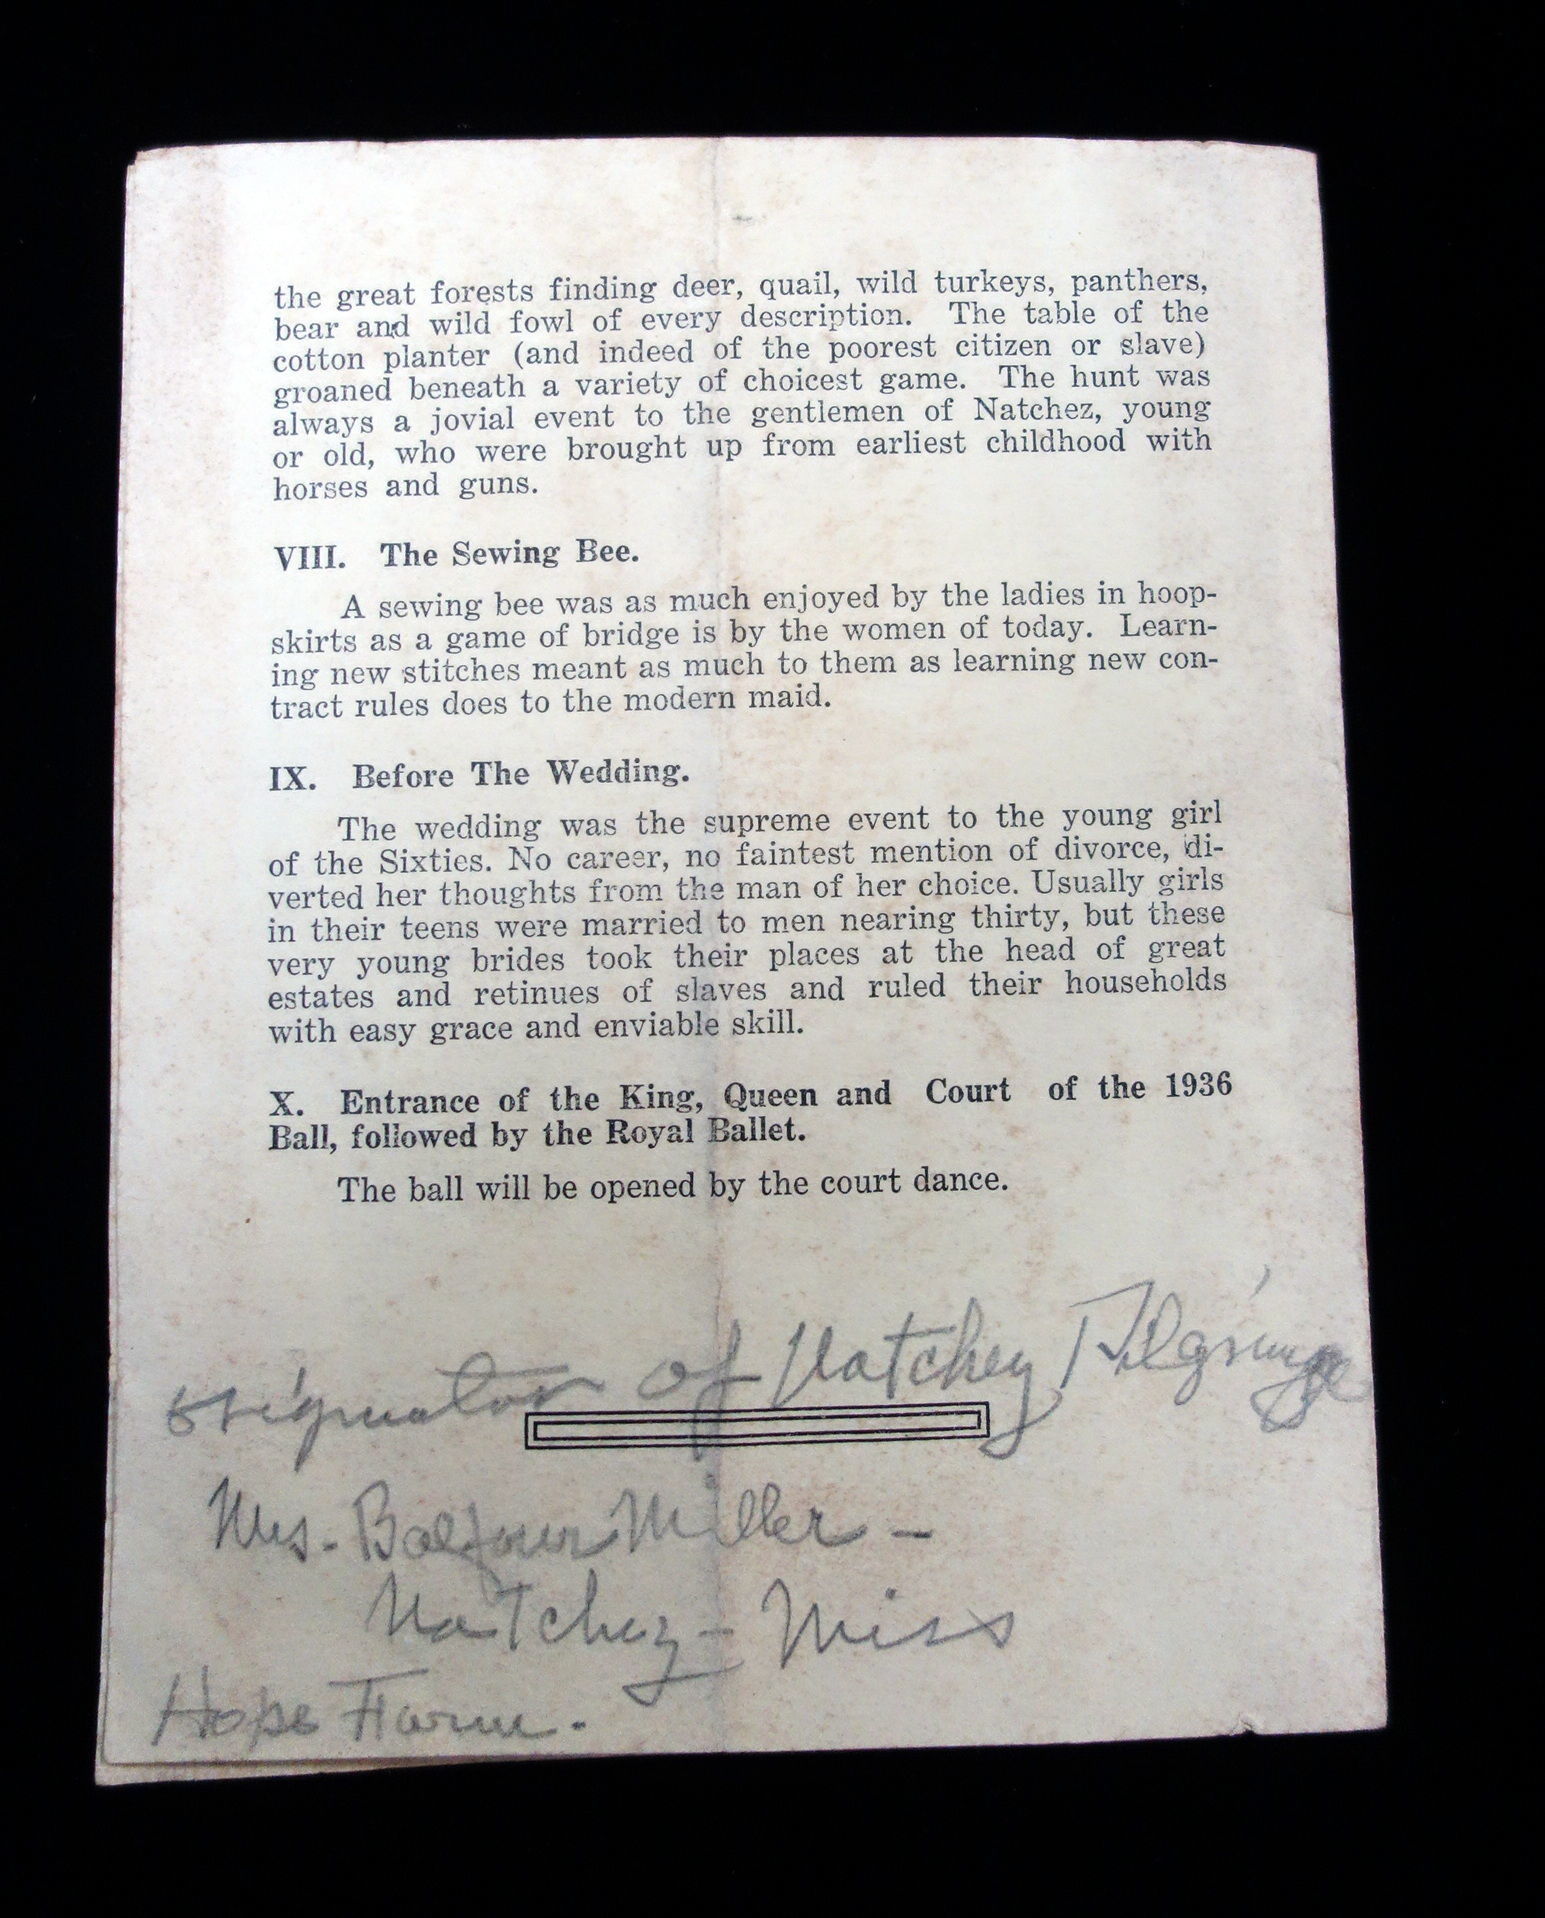 the great forests finding deer, quail, wild turkeys, panthers,
bear and wild fowl of every description. The table of the
cotton planter (and indeed of the poorest citizen or slave)
groaned beneath a variety of choicest game. The hunt was
always a jovial event to the gentlemen of Natchez, young
or old, who were brought up from earliest childhood with
horses and guns.
VIII. The Sewing Bee.
A sewing bee was as much enjoyed by the ladies in hoop-
skirts as a game of bridge is by the women of today. Learn-
ing new stitches meant as much to them as learning new con-
tract rules does to the modern maid.
IX. Before The Wedding.
The wedding was the supreme event to the young girl
of the Sixties. No career, no faintest mention of divorce, di-
verted her thoughts from the man of her choice. Usually girls
in their teens were married to men nearing thirty, but these
very young brides took their places at the head of great
estates and retinues of slaves and ruled their households
with easy grace and enviable skill.
X. Entrance of the King, Queen and Court of the 1936
Ball, followed by the Royal Ballet.
The ball will be opened by the court dance.
originator of Natchez Pilgrimage
Mrs. Balfour Miller -
Natchez - Miss
Hope Farm.